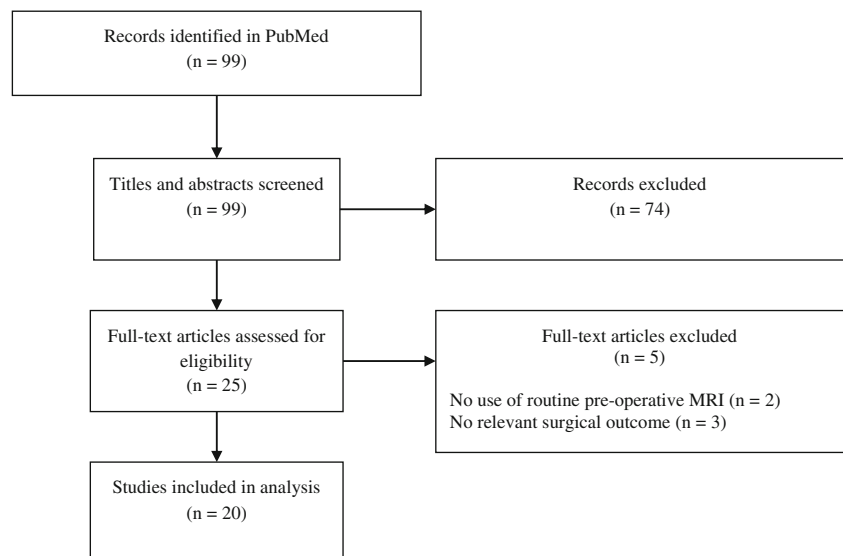 Records identified in PubMed
(n = 99)
Titles and abstracts screened
(n = 99)
Records excluded
(n = 74)
Full-text articles assessed for
eligibility
(n = 25)
Full-text articles excluded
(n = 5)
No use of routine pre-operative MRI (n = 2)
No relevant surgical outcome (n = 3)
Studies included in analysis
(n = 20)